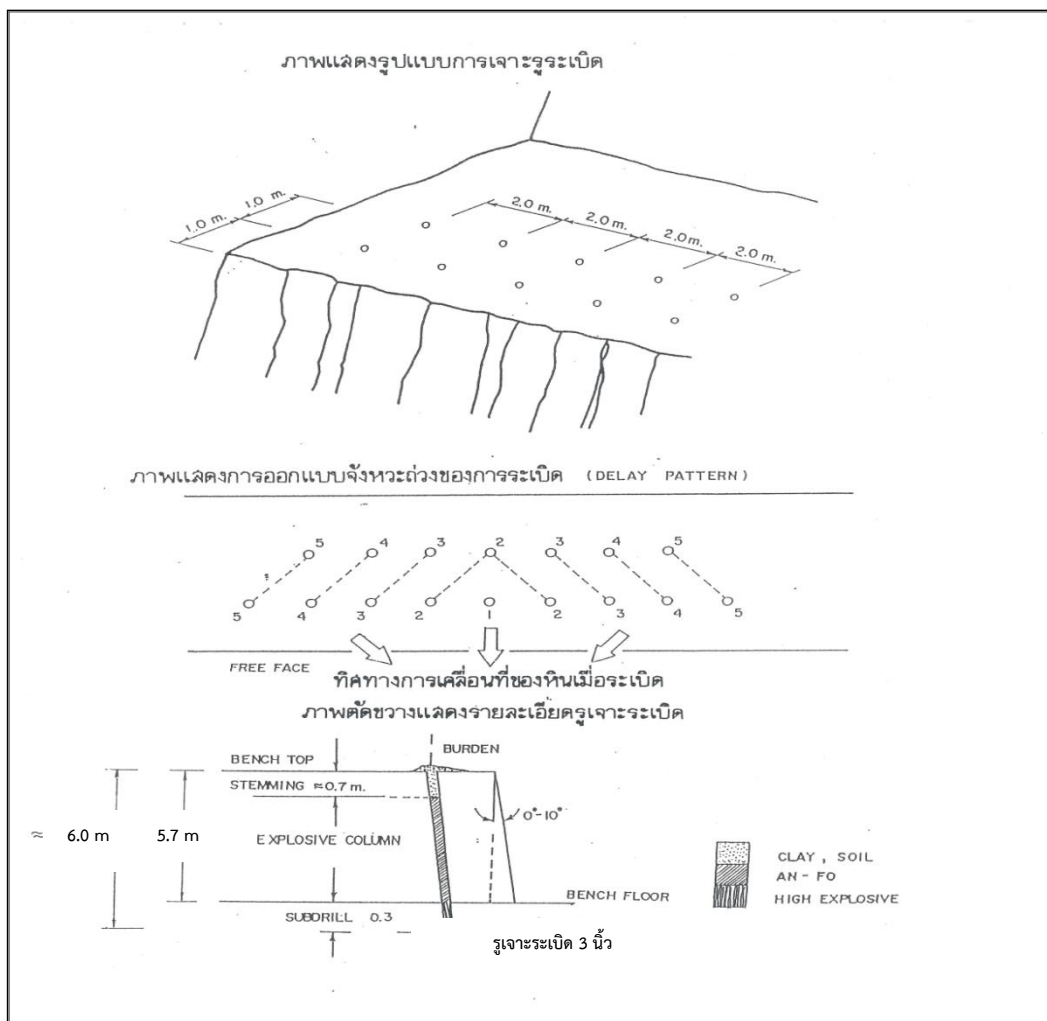 ภาพแสดงรูปแบบการเจาะรูระเบิด
1.0 m. 1.0 m.
2.0 m. 2.0 m. 2.0 m. 2.0 m.
ภาพแสดงการออกแบบจังหวะถ่วงของการระเบิด (DELAY PATTERN)
5 4 3 2 3 4 5
5 4 3 2 1 2 3 4 5
FREE FACE
ทิศทางการเคลื่อนที่ของหินเมื่อระเบิด
ภาพตัดขวางแสดงรายละเอียดรูเจาะระเบิด
BURDEN
BENCH TOP
STEMMING ≈0.7 m.
0°-10°
≈ 6.0 m 5.7 m
EXPLOSIVE COLUMN
CLAY, SOIL
AN - FO
HIGH EXPLOSIVE
BENCH FLOOR
SUBDRILL 0.3
รูเจาะระเบิด 3 นิ้ว